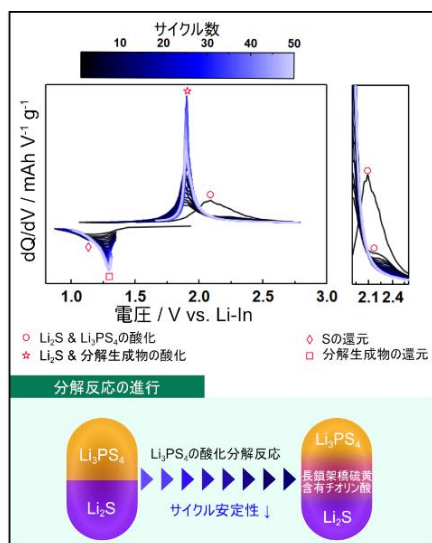 サイクル数
10 20 30 40 50
dQ/dV / mAh V⁻¹ g⁻¹
1.0 1.5 2.0 2.5 3.0
2.1 2.4
電圧 / V vs. Li-In
Li₂S & Li₃PS₄の酸化
Sの還元
Li₂S & 分解生成物の酸化
分解生成物の還元
分解反応の進行
Li₃PS₄
Li₂S
Li₃PS₄の酸化分解反応
サイクル安定性 ↓
Li₃PS₄
長鎖架橋硫黄
含有チオリン酸
Li₂S